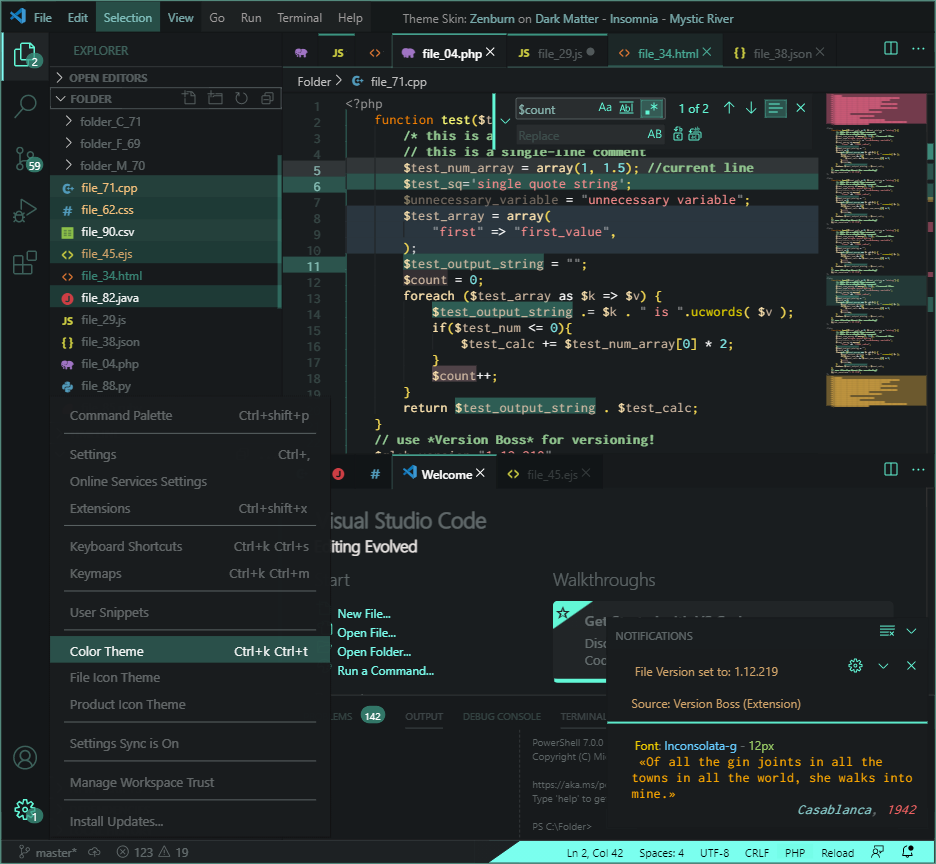 File Edit Selection View Go Run Terminal Help Theme Skin: Zenburn on Dark Matter - Insomnia - Mystic River
2
EXPLORER
JS <> file_04.php JS file_29.js <> file_34.html {} file_38.json
OPEN EDITORS
Folder > file_71.cpp
FOLDER
folder_C_71
folder_F_69
folder_M_70
59
file_71.cpp
# file_62.css
file_90.csv
<> file_45.ejs
<> file_34.html
J file_82.java
JS file_29.js
{} file_38.json
file_04.php
file_88.py
$count Aa Abl .* 1 of 2
Replace AB
1 <?php
2 function test($t
3 /* this is a
4 // this is a single-line comment
5 $test_num_array = array(1, 1.5); //current line
6 $test_sq='single quote string';
7 $unnecessary_variable = "unnecessary variable";
8 $test_array = array(
9 "first" => "first_value",
10 );
11 $test_output_string = "";
12 $count = 0;
13 foreach ($test_array as $k => $v) {
14 $test_output_string .= $k . " is ".ucwords( $v );
15 if($test_num <= 0){
16 $test_calc += $test_num_array[0] * 2;
17 }
18 $count++;
19 }
return $test_output_string . $test_calc;
}
// use *Version Boss* for versioning!
Command Palette Ctrl+shift+p
Settings Ctrl+,
Online Services Settings
Extensions Ctrl+shift+x
Keyboard Shortcuts Ctrl+k Ctrl+s
Keymaps Ctrl+k Ctrl+m
User Snippets
Color Theme Ctrl+k Ctrl+t
File Icon Theme
Product Icon Theme
Settings Sync is On
Manage Workspace Trust
Install Updates...
J # Welcome <> file_45.ejs
isual Studio Code
iting Evolved
art
New File...
Open File...
Open Folder...
Run a Command...
Walkthroughs
Get
Disc
Cod
NOTIFICATIONS
File Version set to: 1.12.219
Source: Version Boss (Extension)
Font: Inconsolata-g - 12px
«Of all the gin joints in all the
towns in all the world, she walks into
mine.»
Casablanca, 1942
EMS 142 OUTPUT DEBUG CONSOLE TERMINAL
PowerShell 7.0.0
Copyright (C) Mi
https://aka.ms/po
Type 'help' to ge
PS C:\Folder>
1
master* 123 19 Ln 2, Col 42 Spaces: 4 UTF-8 CRLF PHP Reload